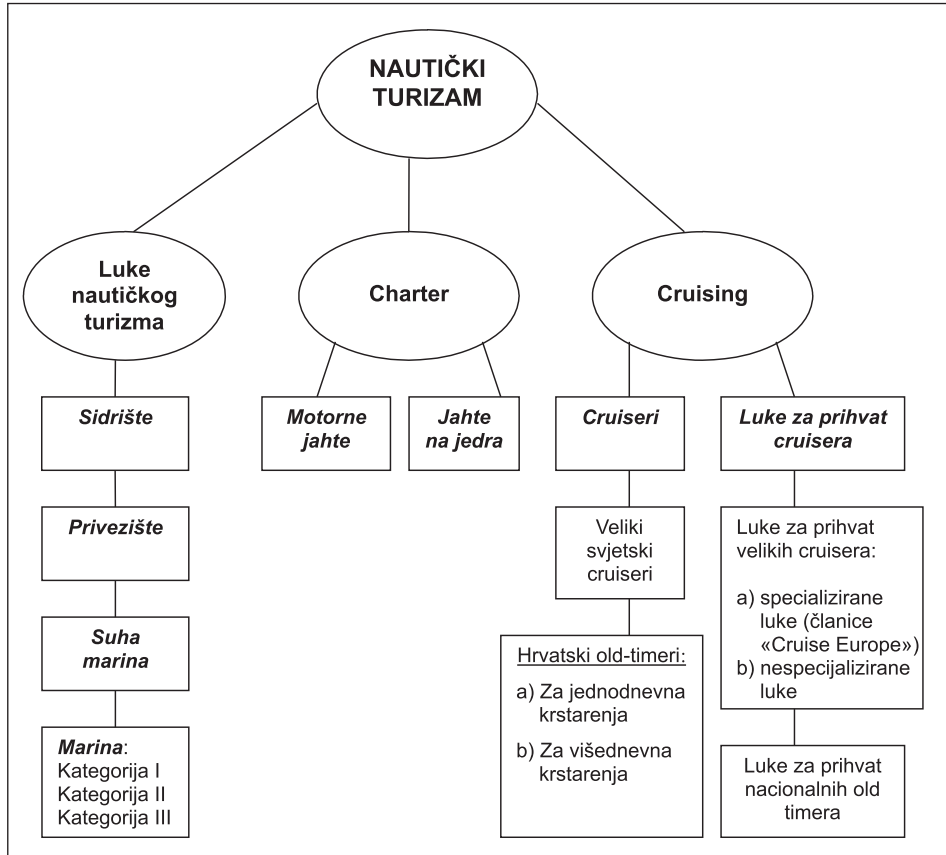 NAUTIČKI
TURIZAM
Luke
nautičkog
turizma
Charter
Cruising
Sidrište
Privezište
Suha
marina
Marina:
Kategorija I
Kategorija II
Kategorija III
Motorne
jahte
Jahte
na jedra
Cruiseri
Veliki
svjetski
cruiseri
Hrvatski old-timeri:
a) Za jednodnevna
krstarenja
b) Za višednevna
krstarenja
Luke za prihvat
cruisera
Luke za prihvat
velikih cruisera:
a) specializirane
luke (članice
«Cruise Europe»)
b) nespecijalizirane
luke
Luke za prihvat
nacionalnih old
timera